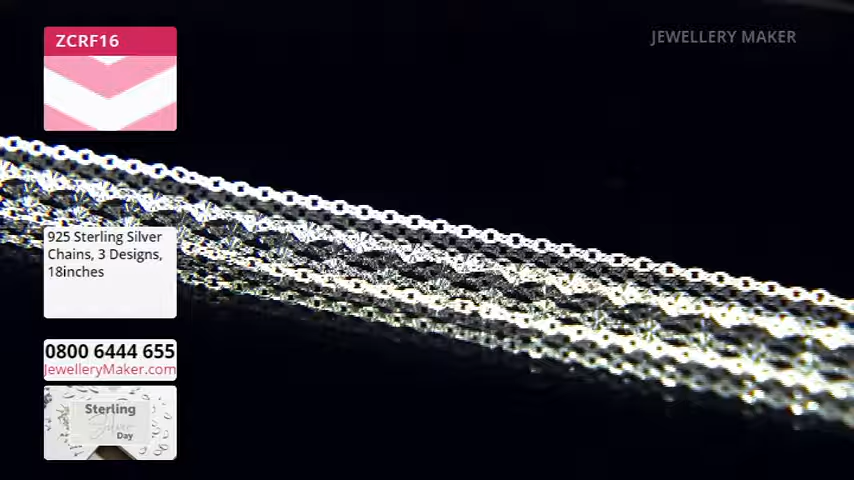 ZCRF16
JEWELLERY MAKER
925 Sterling Silver
Chains, 3 Designs,
18inches
0800 6444 655
JewelleryMaker.com
Sterling
Silver
Day